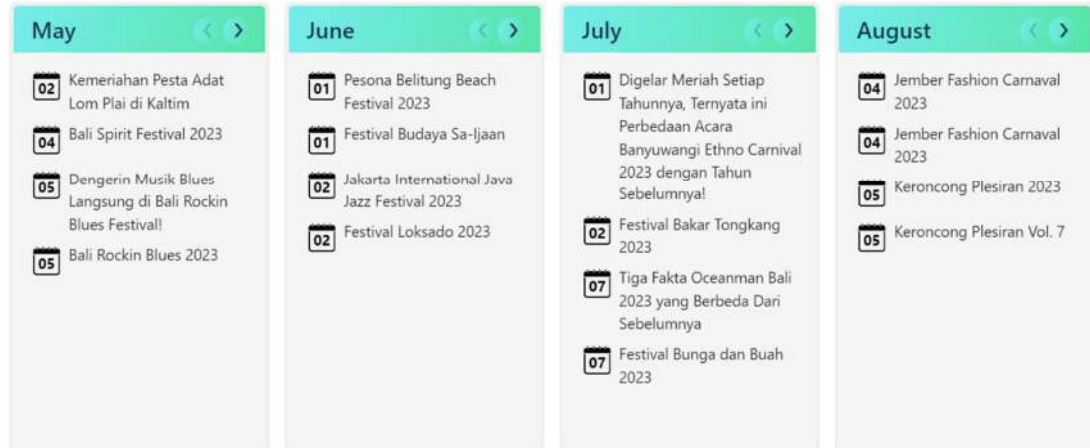 May
02
Kemeriahan Pesta Adat
Lom Plai di Kaltim
04
Bali Spirit Festival 2023
05
Dengerin Musik Blues
Langsung di Bali Rockin
Blues Festival!
05
Bali Rockin Blues 2023
June
01
Pesona Belitung Beach
Festival 2023
01
Festival Budaya Sa-Ijaan
02
Jakarta International Java
Jazz Festival 2023
02
Festival Loksado 2023
July
01
Digelar Meriah Setiap
Tahunnya, Ternyata ini
Perbedaan Acara
Banyuwangi Ethno Carnival
2023 dengan Tahun
Sebelumnya!
02
Festival Bakar Tongkang
2023
07
Tiga Fakta Oceanman Bali
2023 yang Berbeda Dari
Sebelumnya
07
Festival Bunga dan Buah
2023
August
04
Jember Fashion Carnaval
2023
04
Jember Fashion Carnaval
2023
05
Keroncong Plesiran 2023
05
Keroncong Plesiran Vol. 7